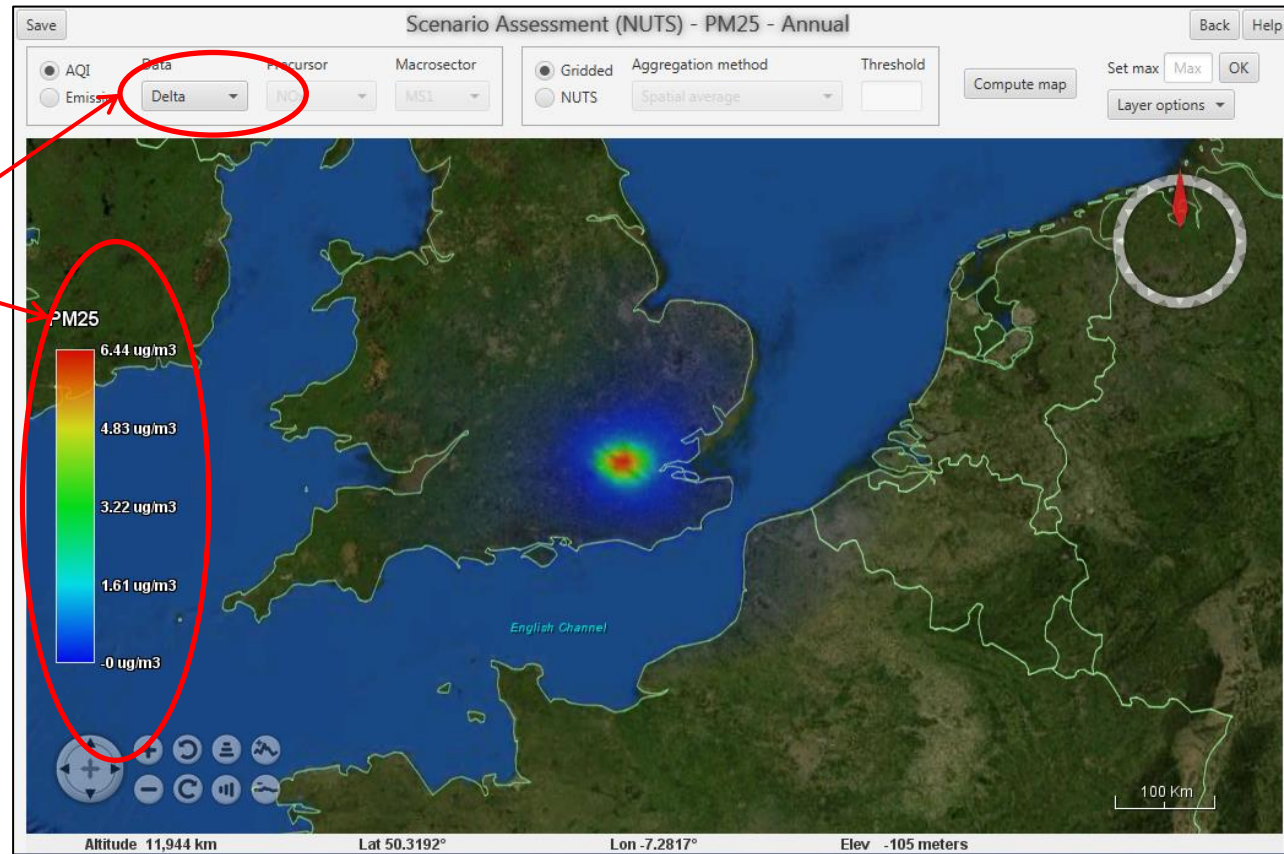 Save
Scenario Assessment (NUTS) - PM25 - Annual
Back
Help
AQI
Emissi
Data
Delta
Precursor
Macrosector
MS1
Gridded
NUTS
Aggregation method
Spatial average
Threshold
Compute map
Set max
Max
OK
Layer options
PM25
6.44 ug/m3
4.83 ug/m3
3.22 ug/m3
1.61 ug/m3
-0 ug/m3
English Channel
100 Km
Altitude 11,944 km
Lat 50.3192°
Lon -7.2817°
Elev -105 meters